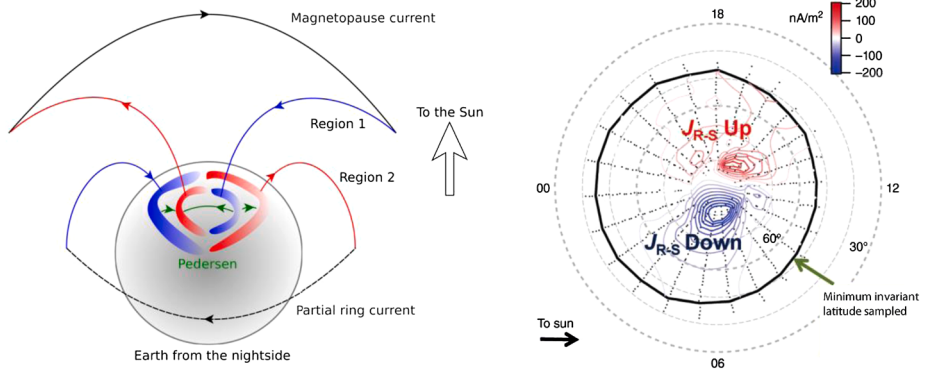 Magnetopause current
Region 1
To the Sun
Region 2
Pedersen
Partial ring current
Earth from the nightside
18
nA/m²
200
100
0
−100
−200
J_R-S Up
00
12
J_R-S Down
60°
30°
Minimum invariant
latitude sampled
To sun
06